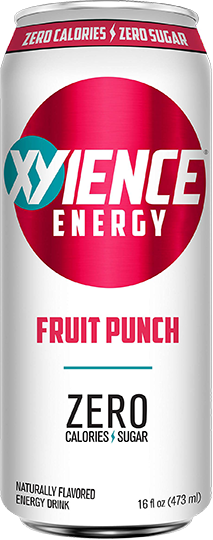 ZERO CALORIES ZERO SUGAR
XYIENCE
ENERGY
FRUIT PUNCH
ZERO
CALORIES SUGAR
NATURALLY FLAVORED
ENERGY DRINK
16 fl oz (473 ml)